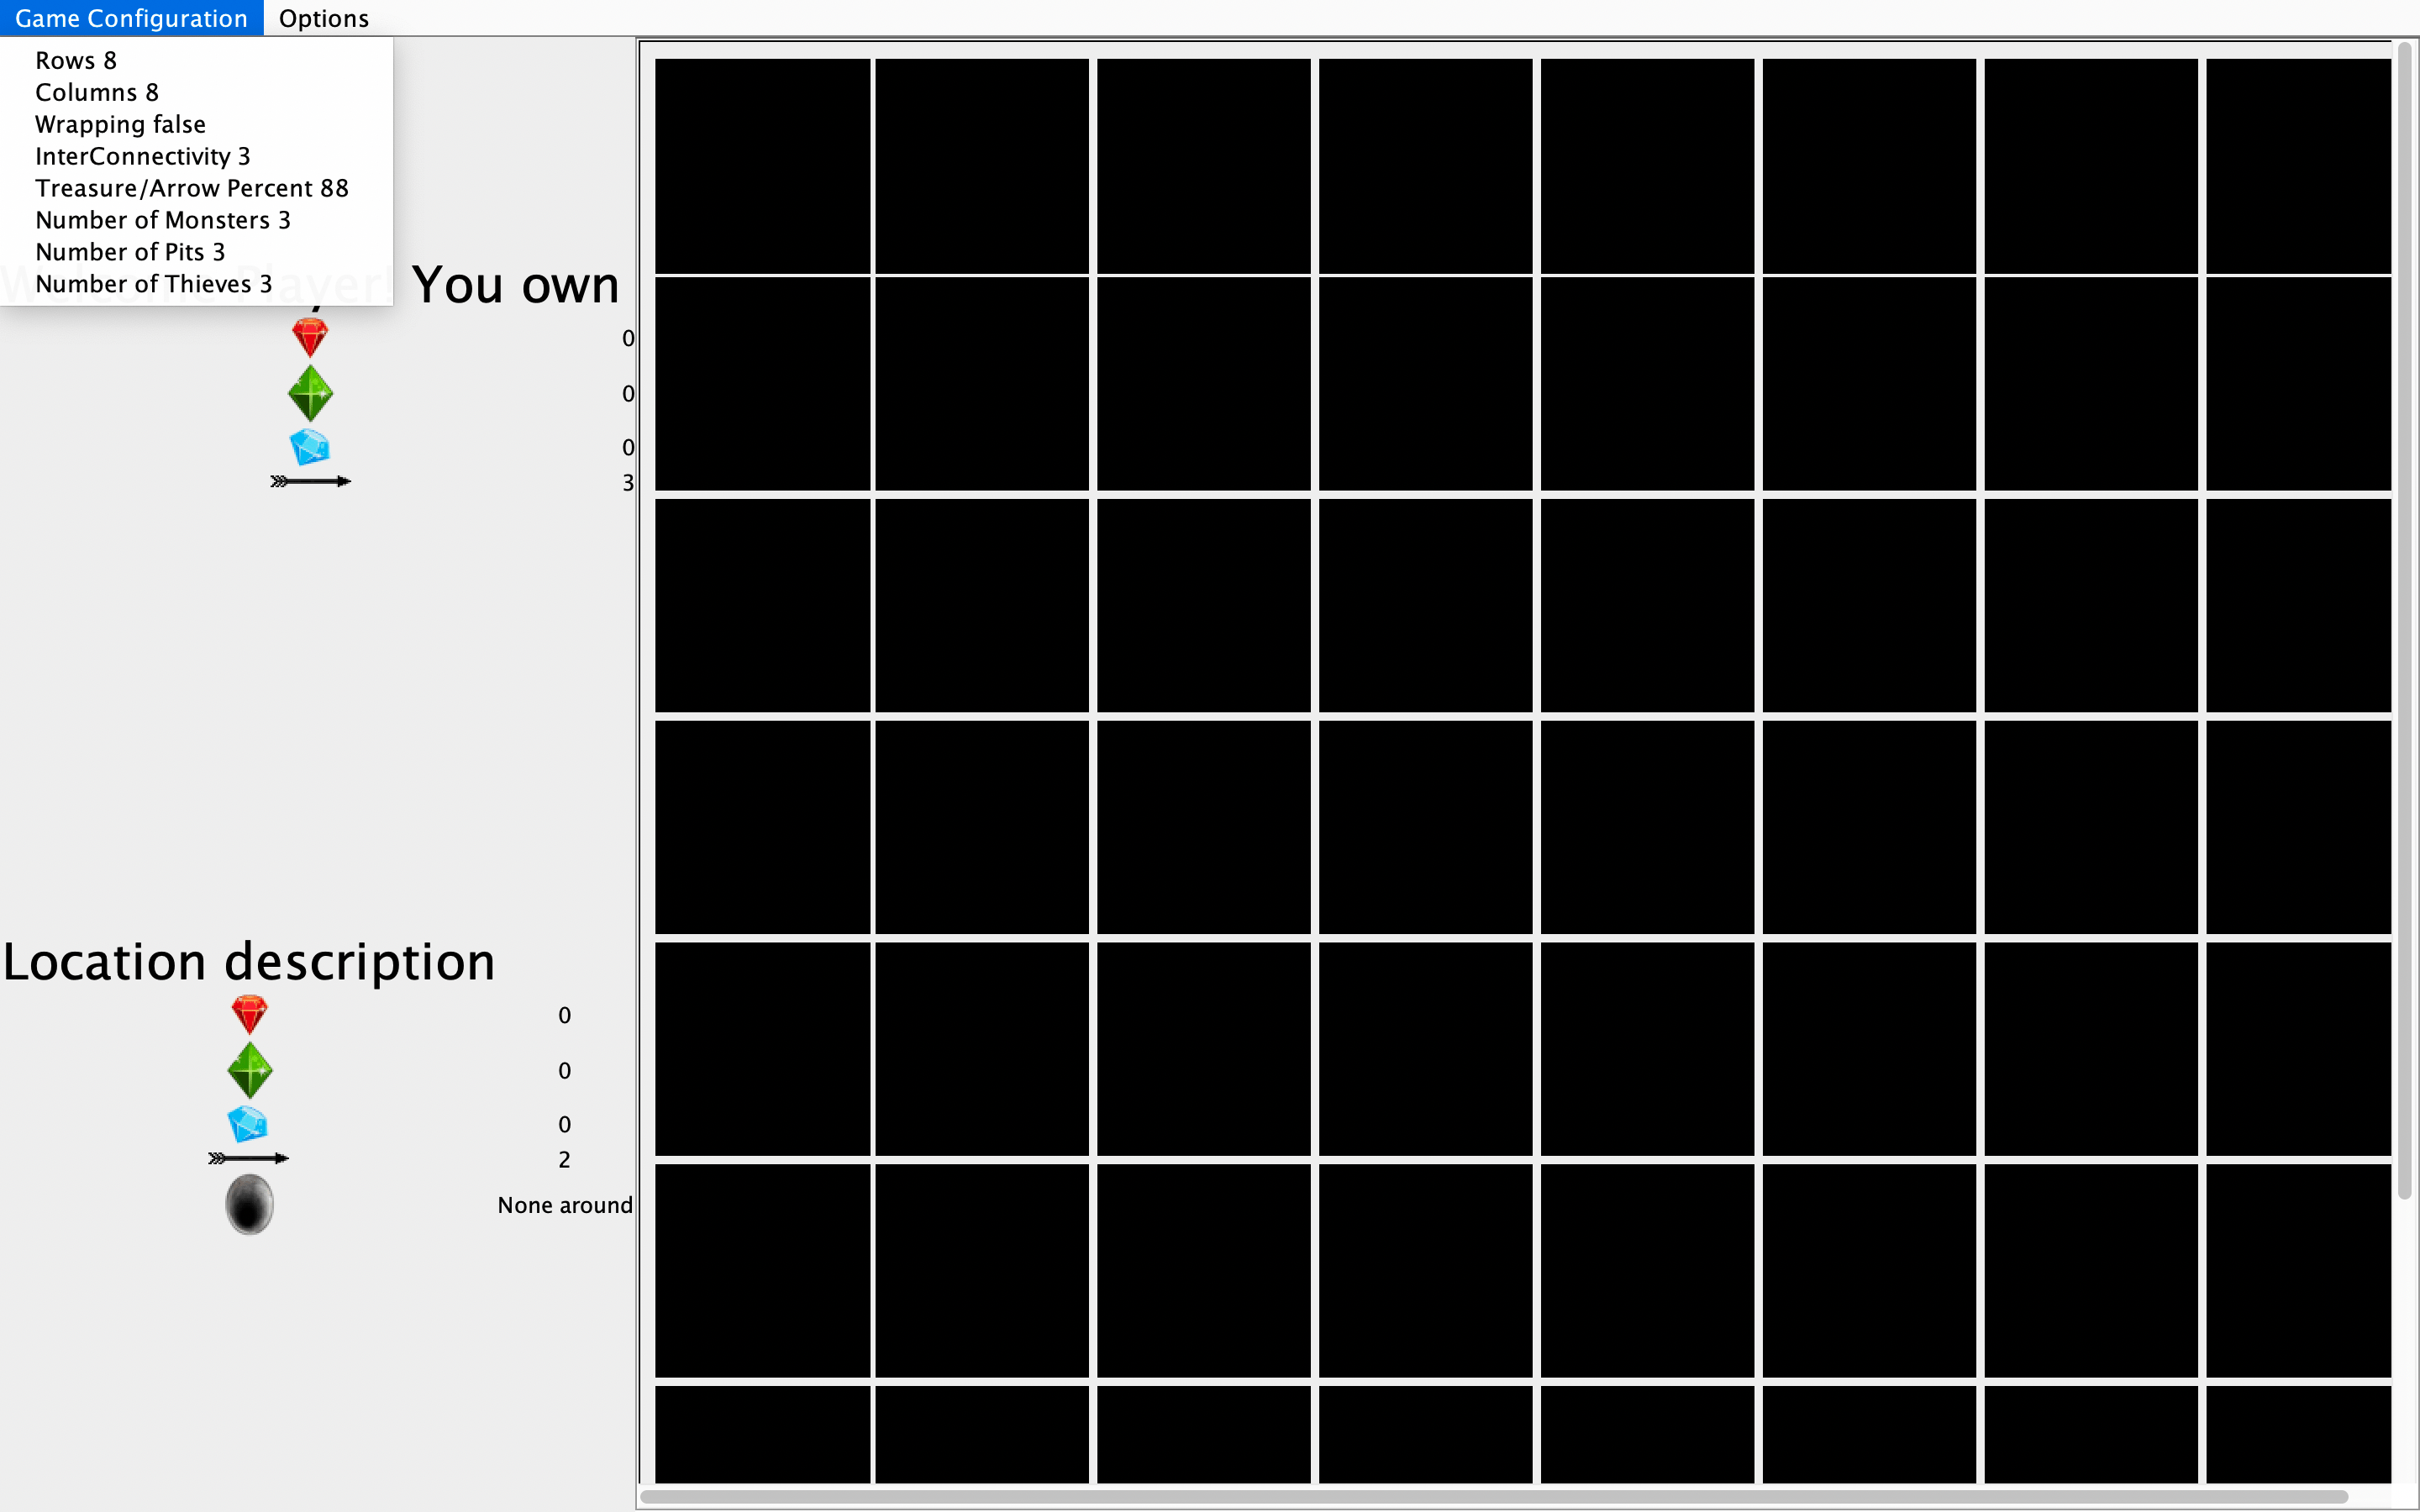 Game Configuration Options
Rows 8
Columns 8
Wrapping false
InterConnectivity 3
Treasure/Arrow Percent 88
Number of Monsters 3
Number of Pits 3
Number of Thieves 3
Welcome Player! You own
0
0
0
3
Location description
0
0
0
2
None around